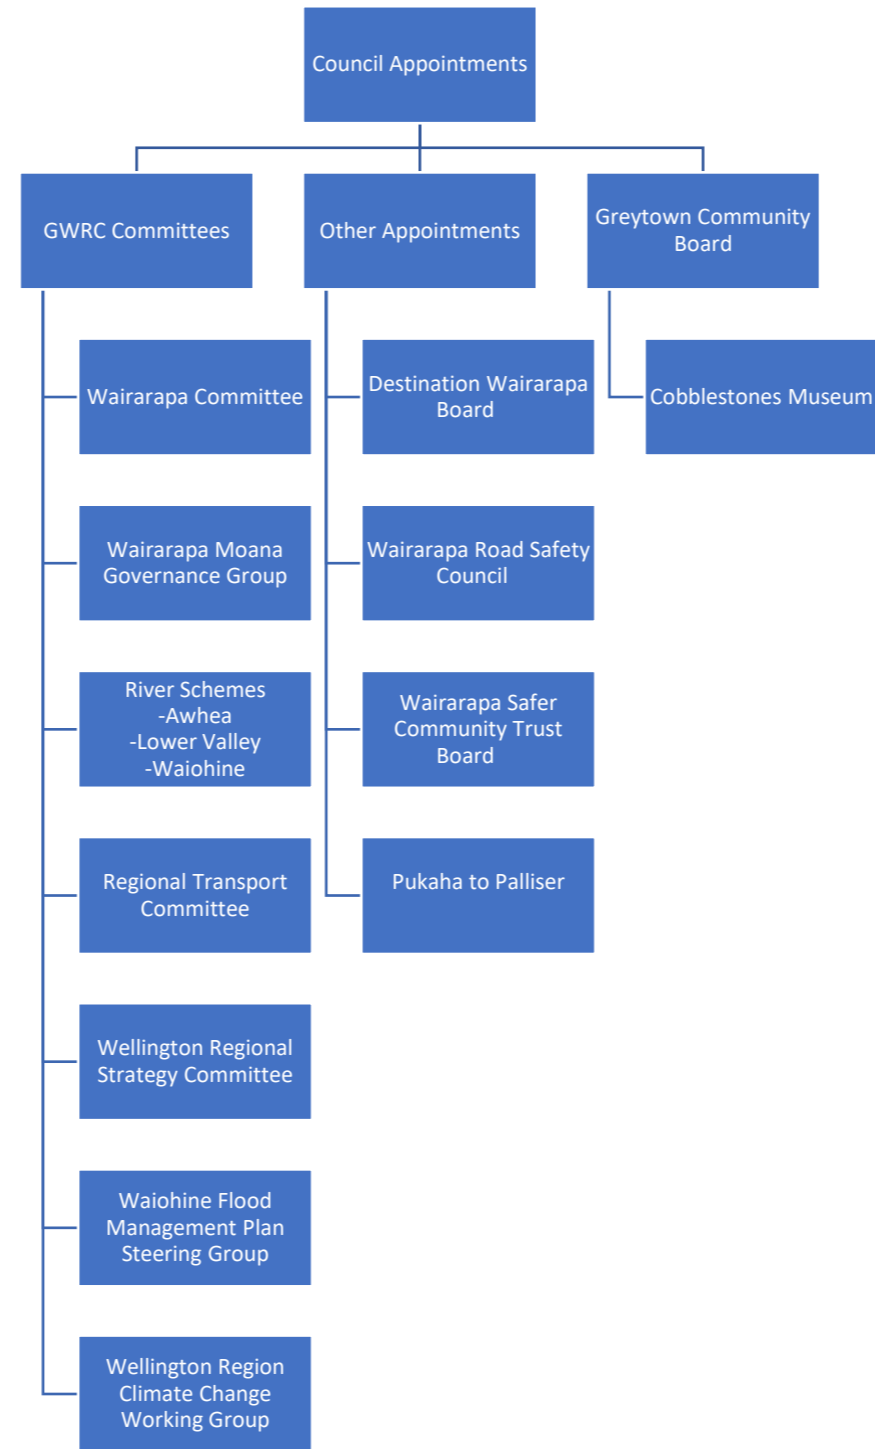 Council Appointments
GWRC Committees
Other Appointments
Greytown Community
Board
Wairarapa Committee
Wairarapa Moana
Governance Group
River Schemes
-Awhea
-Lower Valley
-Waiohine
Regional Transport
Committee
Wellington Regional
Strategy Committee
Waiohine Flood
Management Plan
Steering Group
Wellington Region
Climate Change
Working Group
Destination Wairarapa
Board
Wairarapa Road Safety
Council
Wairarapa Safer
Community Trust
Board
Pukaha to Palliser
Cobblestones Museum